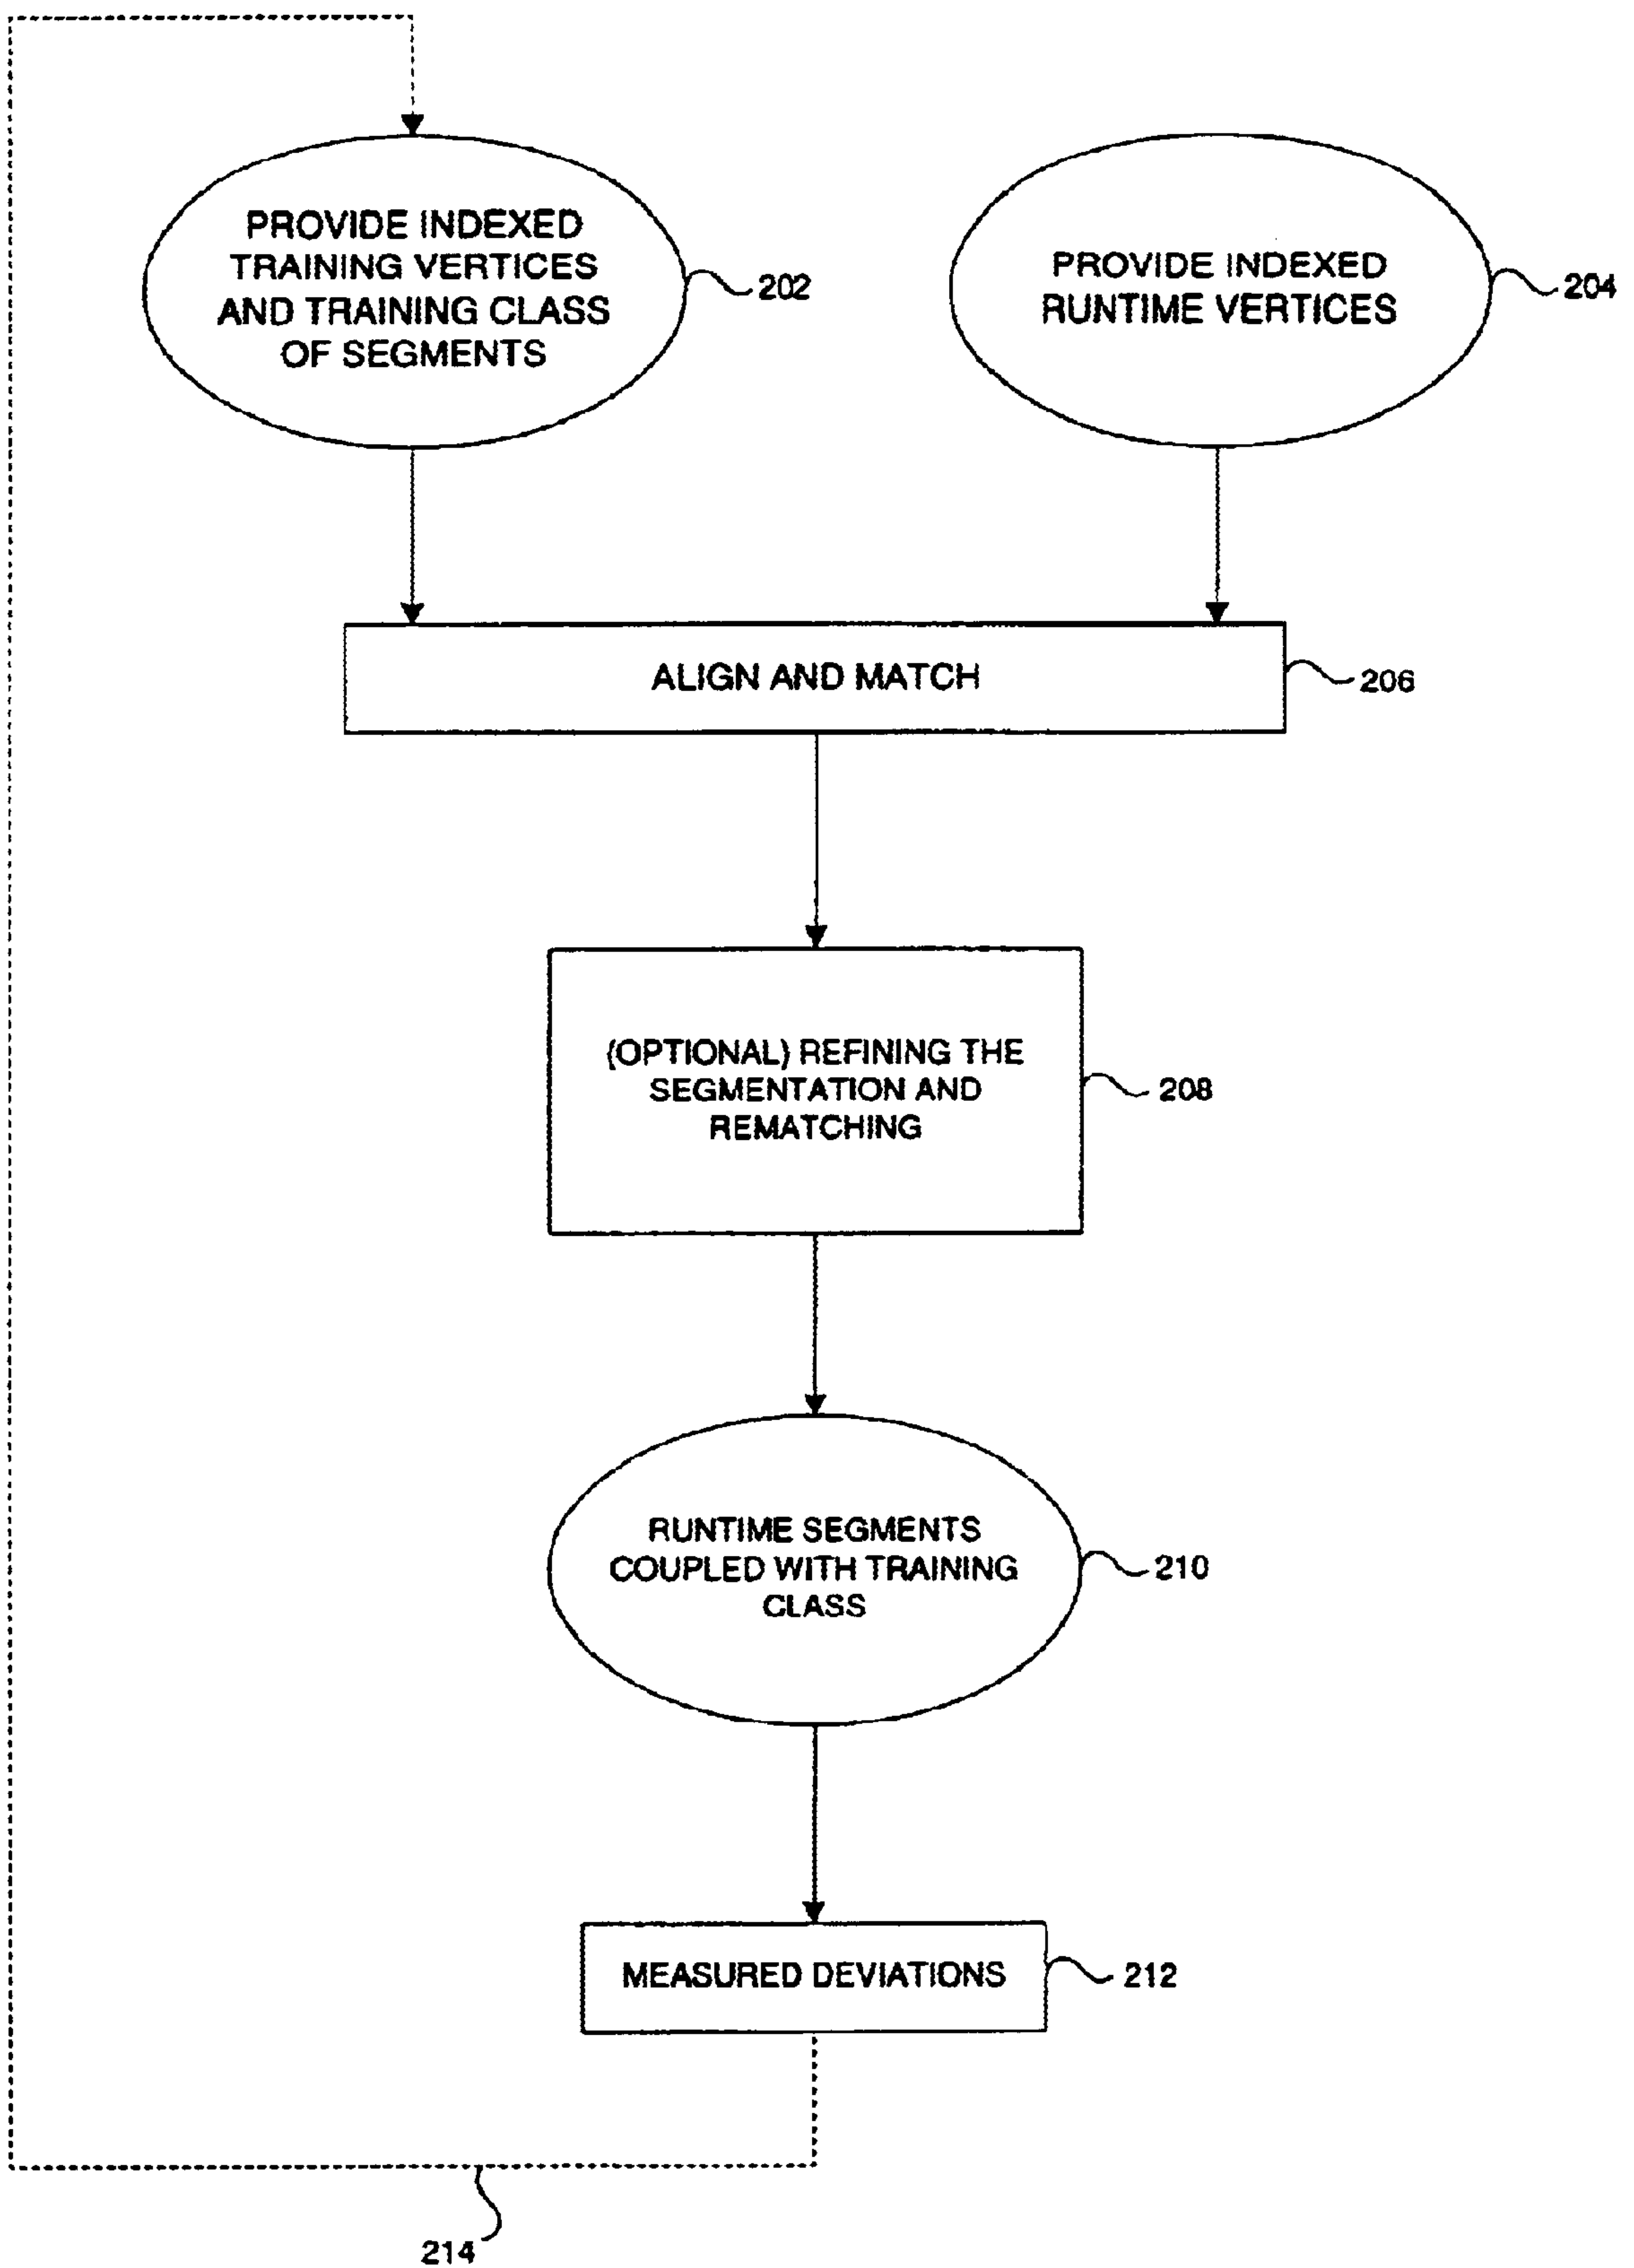 PROVIDE INDEXED
TRAINING VERTICES
AND TRAINING CLASS
OF SEGMENTS
202
PROVIDE INDEXED
RUNTIME VERTICES
204
ALIGN AND MATCH
206
(OPTIONAL) REFINING THE
SEGMENTATION AND
REMATCHING
208
RUNTIME SEGMENTS
COUPLED WITH TRAINING
CLASS
210
MEASURED DEVIATIONS
212
214